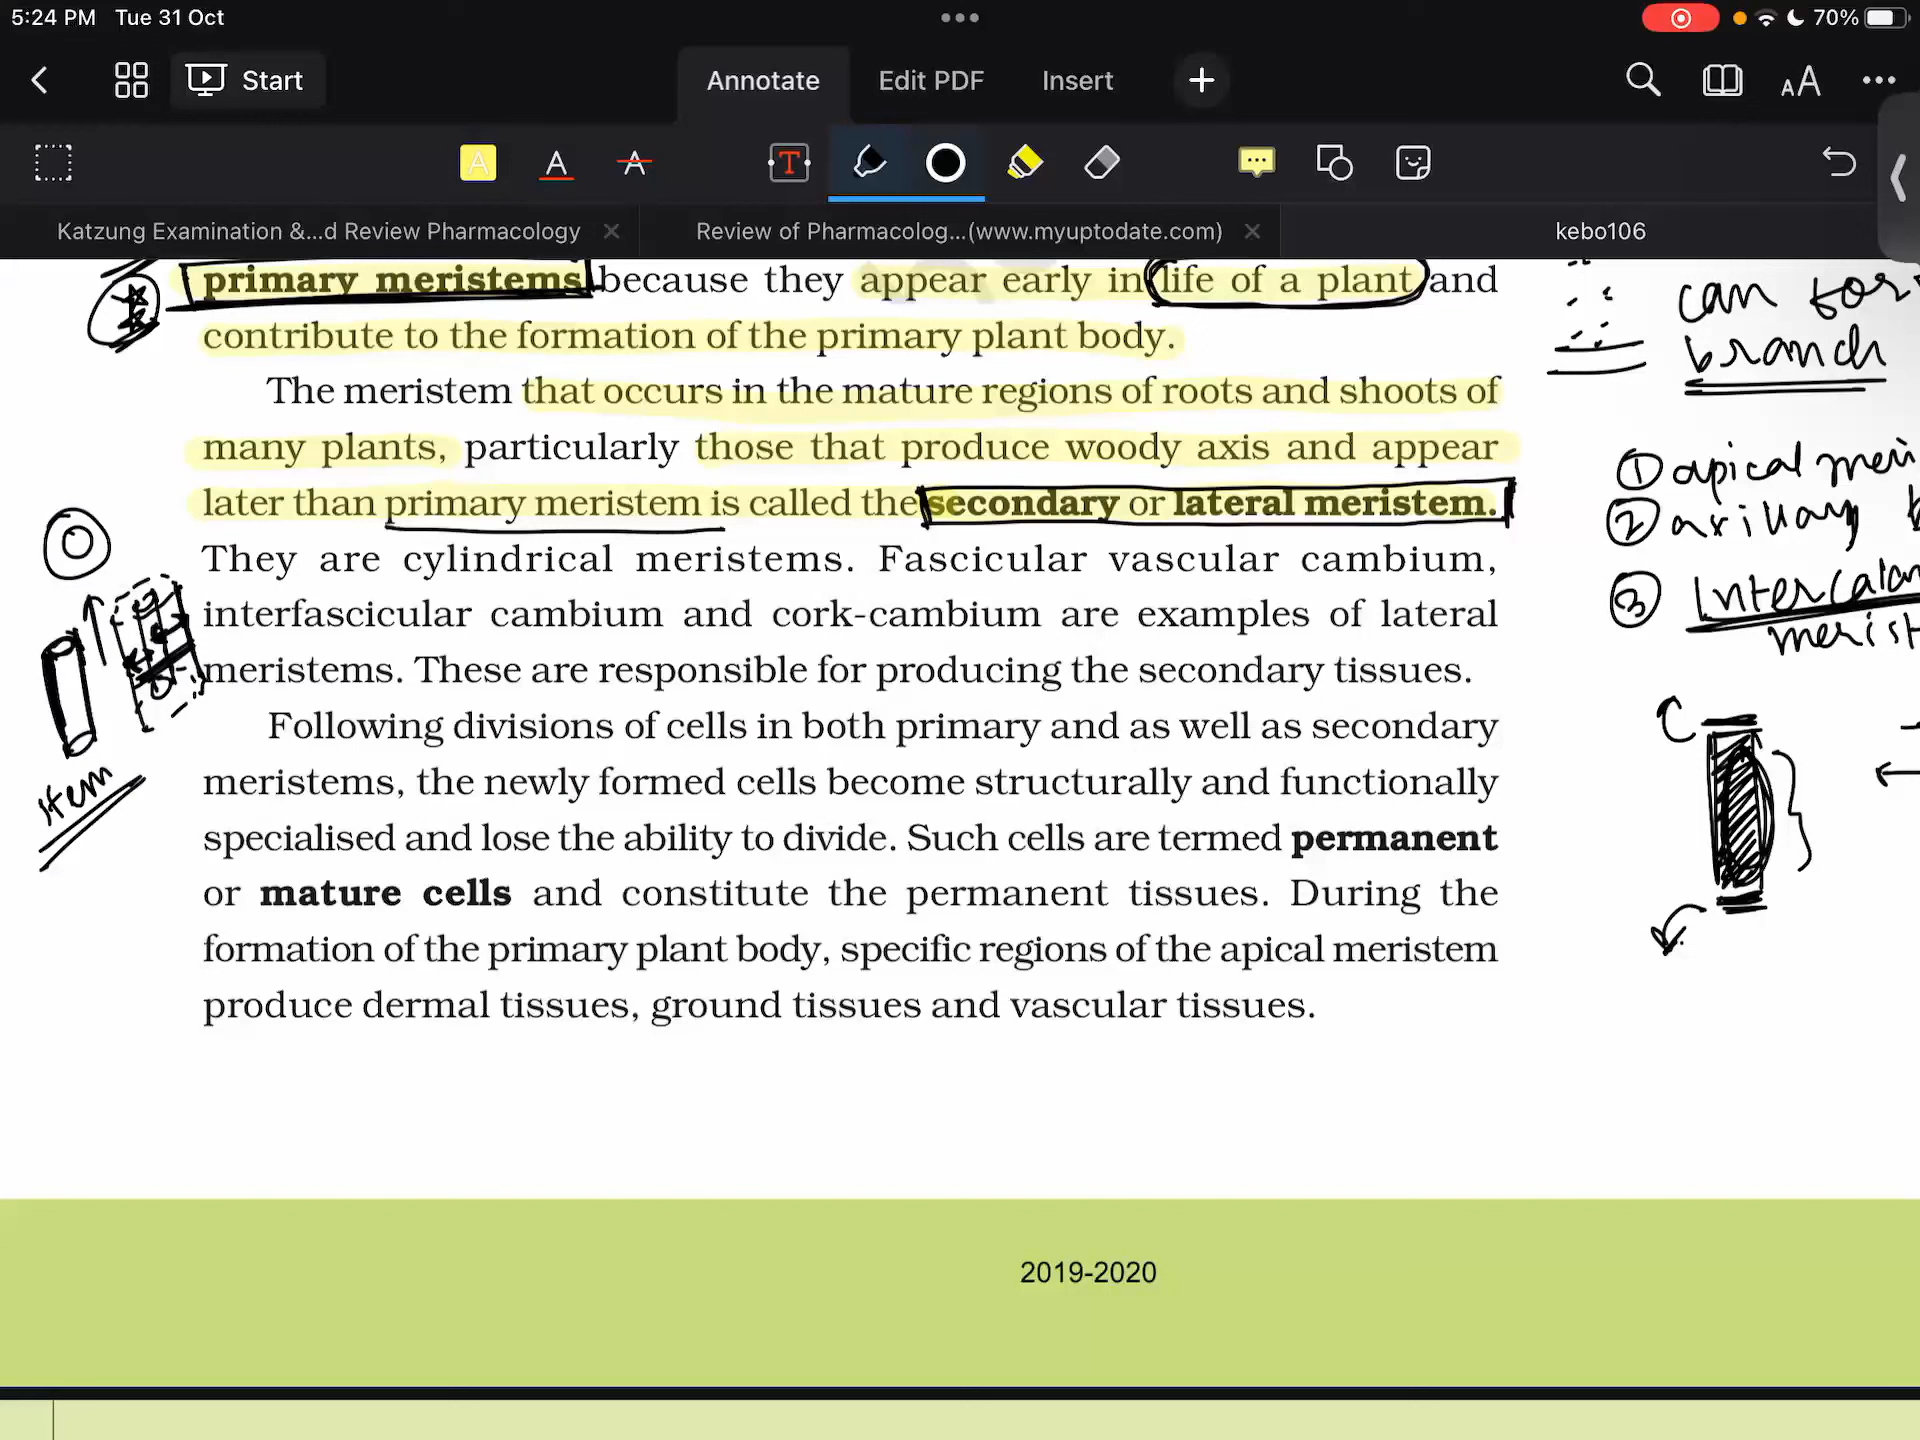 5:24 PM Tue 31 Oct
70%
Start
Annotate
Edit PDF
Insert
AA
A A A T
Katzung Examination &...d Review Pharmacology
Review of Pharmacolog...(www.myuptodate.com)
kebo106
primary meristems because they appear early in life of a plant and
contribute to the formation of the primary plant body.
The meristem that occurs in the mature regions of roots and shoots of
many plants, particularly those that produce woody axis and appear
later than primary meristem is called the secondary or lateral meristem.
They are cylindrical meristems. Fascicular vascular cambium,
interfascicular cambium and cork-cambium are examples of lateral
meristems. These are responsible for producing the secondary tissues.
Following divisions of cells in both primary and as well as secondary
meristems, the newly formed cells become structurally and functionally
specialised and lose the ability to divide. Such cells are termed permanent
or mature cells and constitute the permanent tissues. During the
formation of the primary plant body, specific regions of the apical meristem
produce dermal tissues, ground tissues and vascular tissues.
stem
can for
branch
① apical meri
② axillary b
③ Intercalar
merist
2019-2020